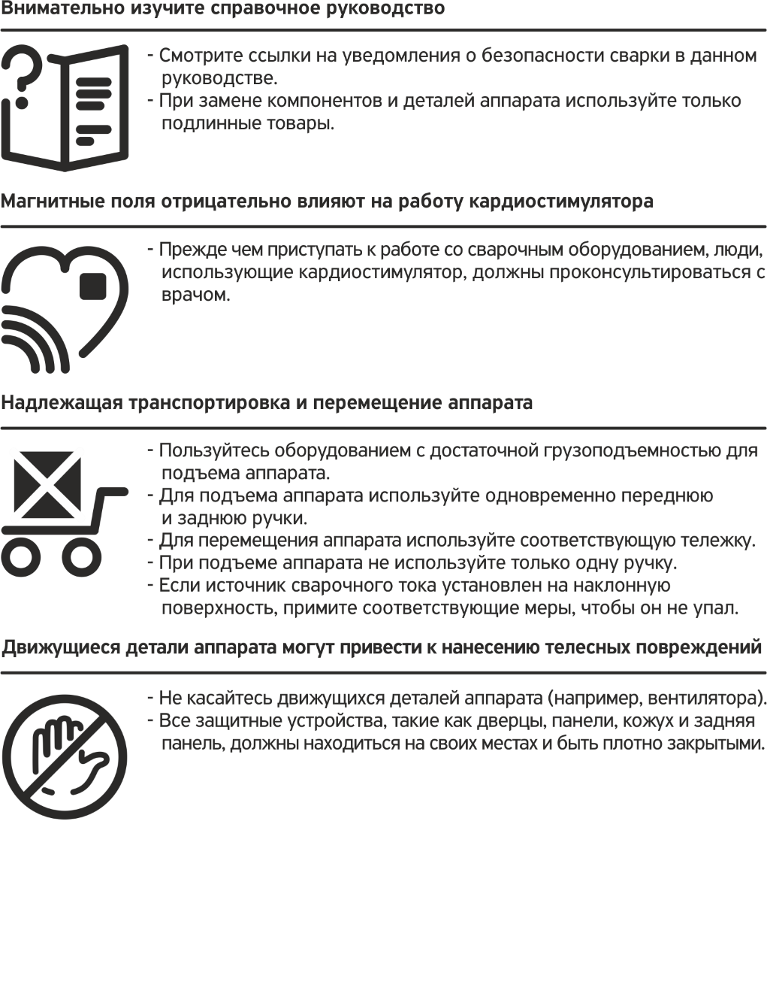 Внимательно изучите справочное руководство
- Смотрите ссылки на уведомления о безопасности сварки в данном
руководстве.
- При замене компонентов и деталей аппарата используйте только
подлинные товары.
Магнитные поля отрицательно влияют на работу кардиостимулятора
- Прежде чем приступать к работе со сварочным оборудованием, люди,
использующие кардиостимулятор, должны проконсультироваться с
врачом.
Надлежащая транспортировка и перемещение аппарата
- Пользуйтесь оборудованием с достаточной грузоподъемностью для
подъема аппарата.
- Для подъема аппарата используйте одновременно переднюю
и заднюю ручки.
- Для перемещения аппарата используйте соответствующую тележку.
- При подъеме аппарата не используйте только одну ручку.
- Если источник сварочного тока установлен на наклонную
поверхность, примите соответствующие меры, чтобы он не упал.
Движущиеся детали аппарата могут привести к нанесению телесных повреждений
- Не касайтесь движущихся деталей аппарата (например, вентилятора).
- Все защитные устройства, такие как дверцы, панели, кожух и задняя
панель, должны находиться на своих местах и быть плотно закрытыми.